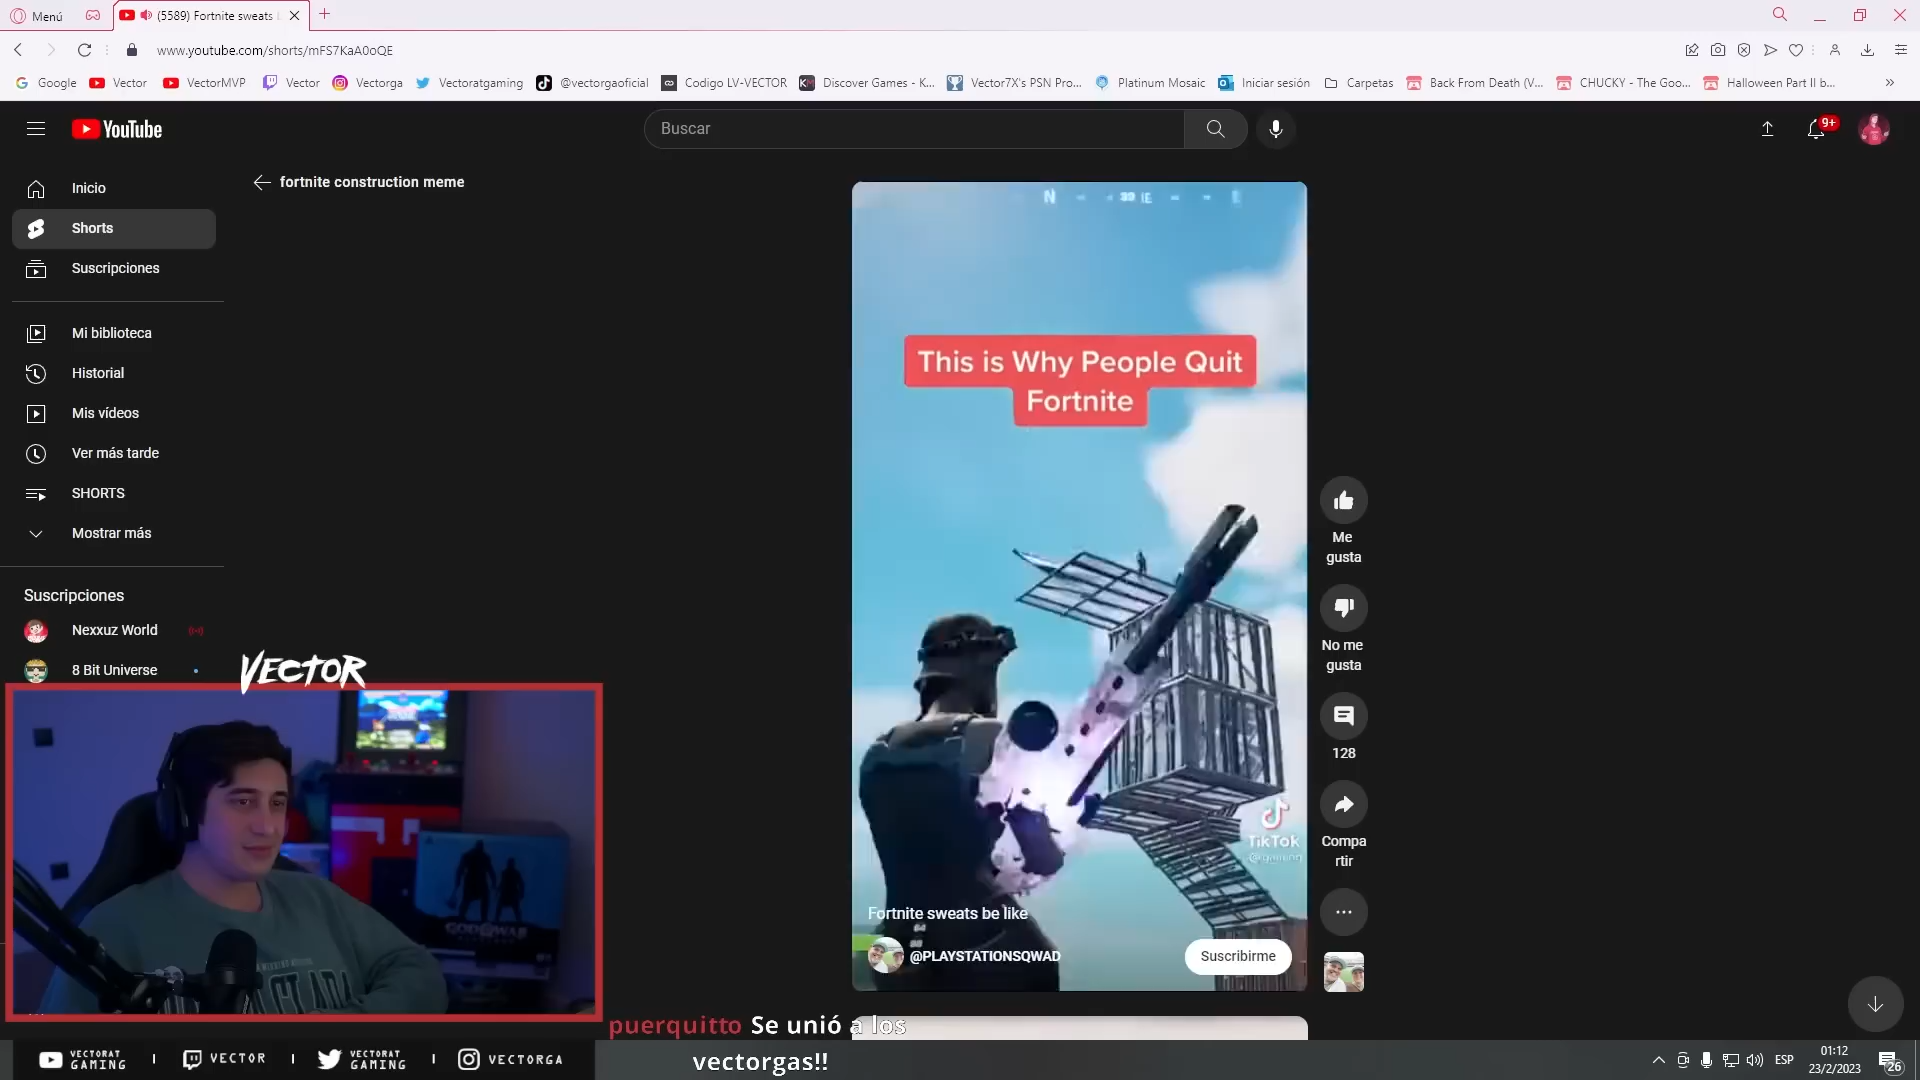 Menú
(5589) Fortnite sweats
www.youtube.com/shorts/mFS7KaA0oQE
Google
Vector
VectorMVP
Vector
Vectorga
Vectoratgaming
@vectorgaoficial
Codigo LV-VECTOR
Discover Games - K...
Vector7X's PSN Pro...
Platinum Mosaic
Iniciar sesión
Carpetas
Back From Death (V...
CHUCKY - The Goo...
Halloween Part II b...
YouTube
Buscar
9+
Inicio
Shorts
Suscripciones
Mi biblioteca
Historial
Mis vídeos
Ver más tarde
SHORTS
Mostrar más
Suscripciones
Nexxuz World
8 Bit Universe
fortnite construction meme
N
This is Why People Quit
Fortnite
TikTok
Fortnite sweats be like
@PLAYSTATIONSQWAD
Suscribirme
Me
gusta
No me
gusta
128
Compa
rtir
VECTOR
GOD OF WAR
puerquitto Se unió a los
vectorgas!!
VECTORAT
GAMING
VECTOR
VECTORAT
GAMING
VECTORGA
ESP
01:12
23/2/2023
26